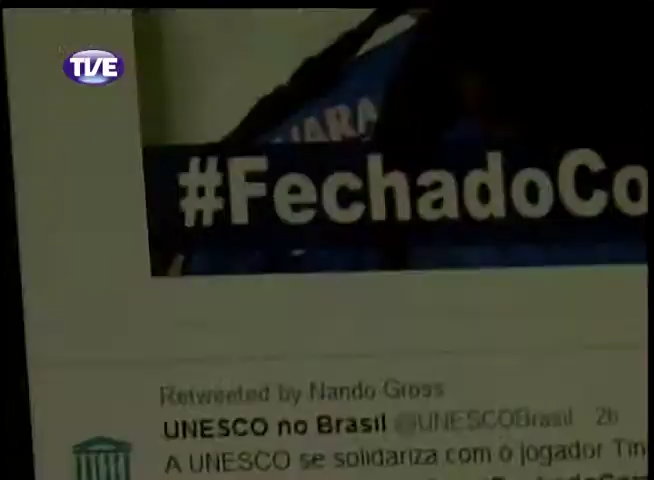 TVE
#FechadoCo
Retweeted by Nando Gross
UNESCO no Brasil @UNESCOBrasil 2h
A UNESCO se solidariza com o jogador Tin